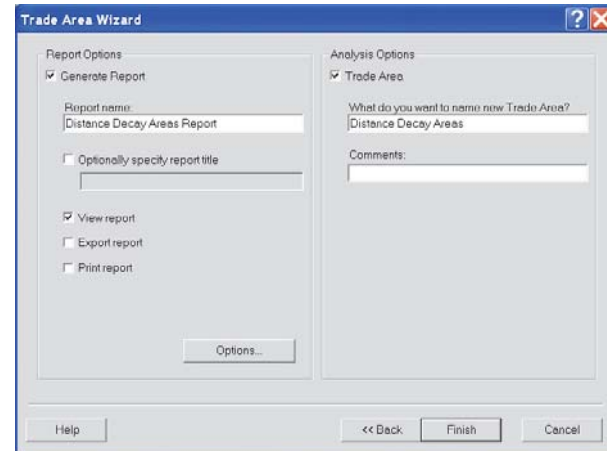 Trade Area Wizard
Report Options
Generate Report
Report name:
Distance Decay Areas Report
Optionally specify report title
View report
Export report
Print report
Options...
Analysis Options
Trade Area
What do you want to name new Trade Area?
Distance Decay Areas
Comments:
Help
<< Back
Finish
Cancel